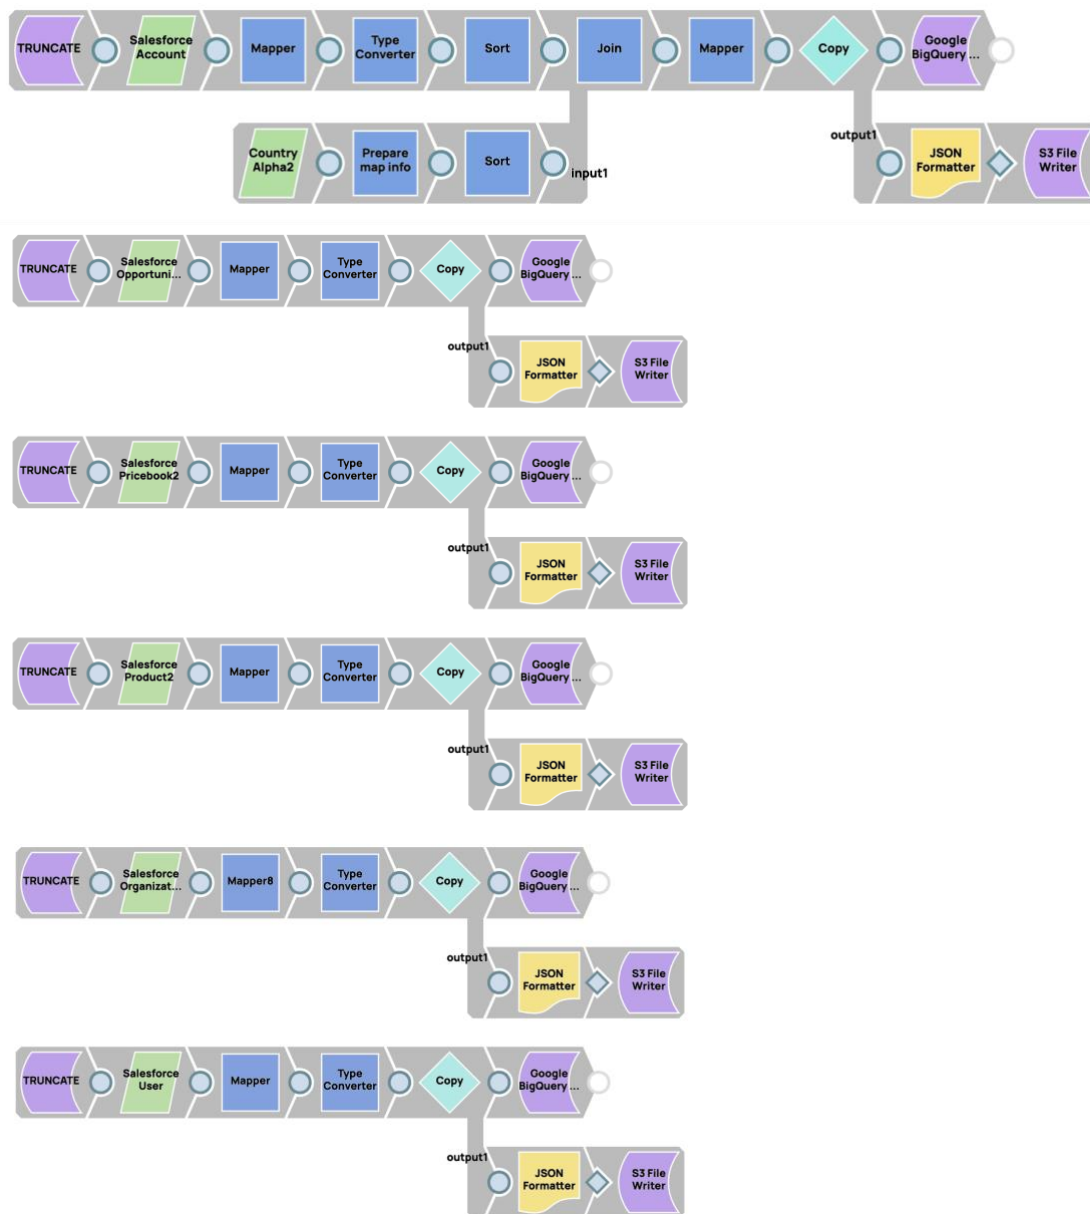 TRUNCATE
Salesforce
Account
Mapper
Type
Converter
Sort
Join
Mapper
Copy
Google
BigQuery ...
Country
Alpha2
Prepare
map info
Sort
input1
output1
JSON
Formatter
S3 File
Writer
TRUNCATE
Salesforce
Opportuni...
Mapper
Type
Converter
Copy
Google
BigQuery ...
output1
JSON
Formatter
S3 File
Writer
TRUNCATE
Salesforce
Pricebook2
Mapper
Type
Converter
Copy
Google
BigQuery ...
output1
JSON
Formatter
S3 File
Writer
TRUNCATE
Salesforce
Product2
Mapper
Type
Converter
Copy
Google
BigQuery ...
output1
JSON
Formatter
S3 File
Writer
TRUNCATE
Salesforce
Organizat...
Mapper8
Type
Converter
Copy
Google
BigQuery ...
output1
JSON
Formatter
S3 File
Writer
TRUNCATE
Salesforce
User
Mapper
Type
Converter
Copy
Google
BigQuery ...
output1
JSON
Formatter
S3 File
Writer